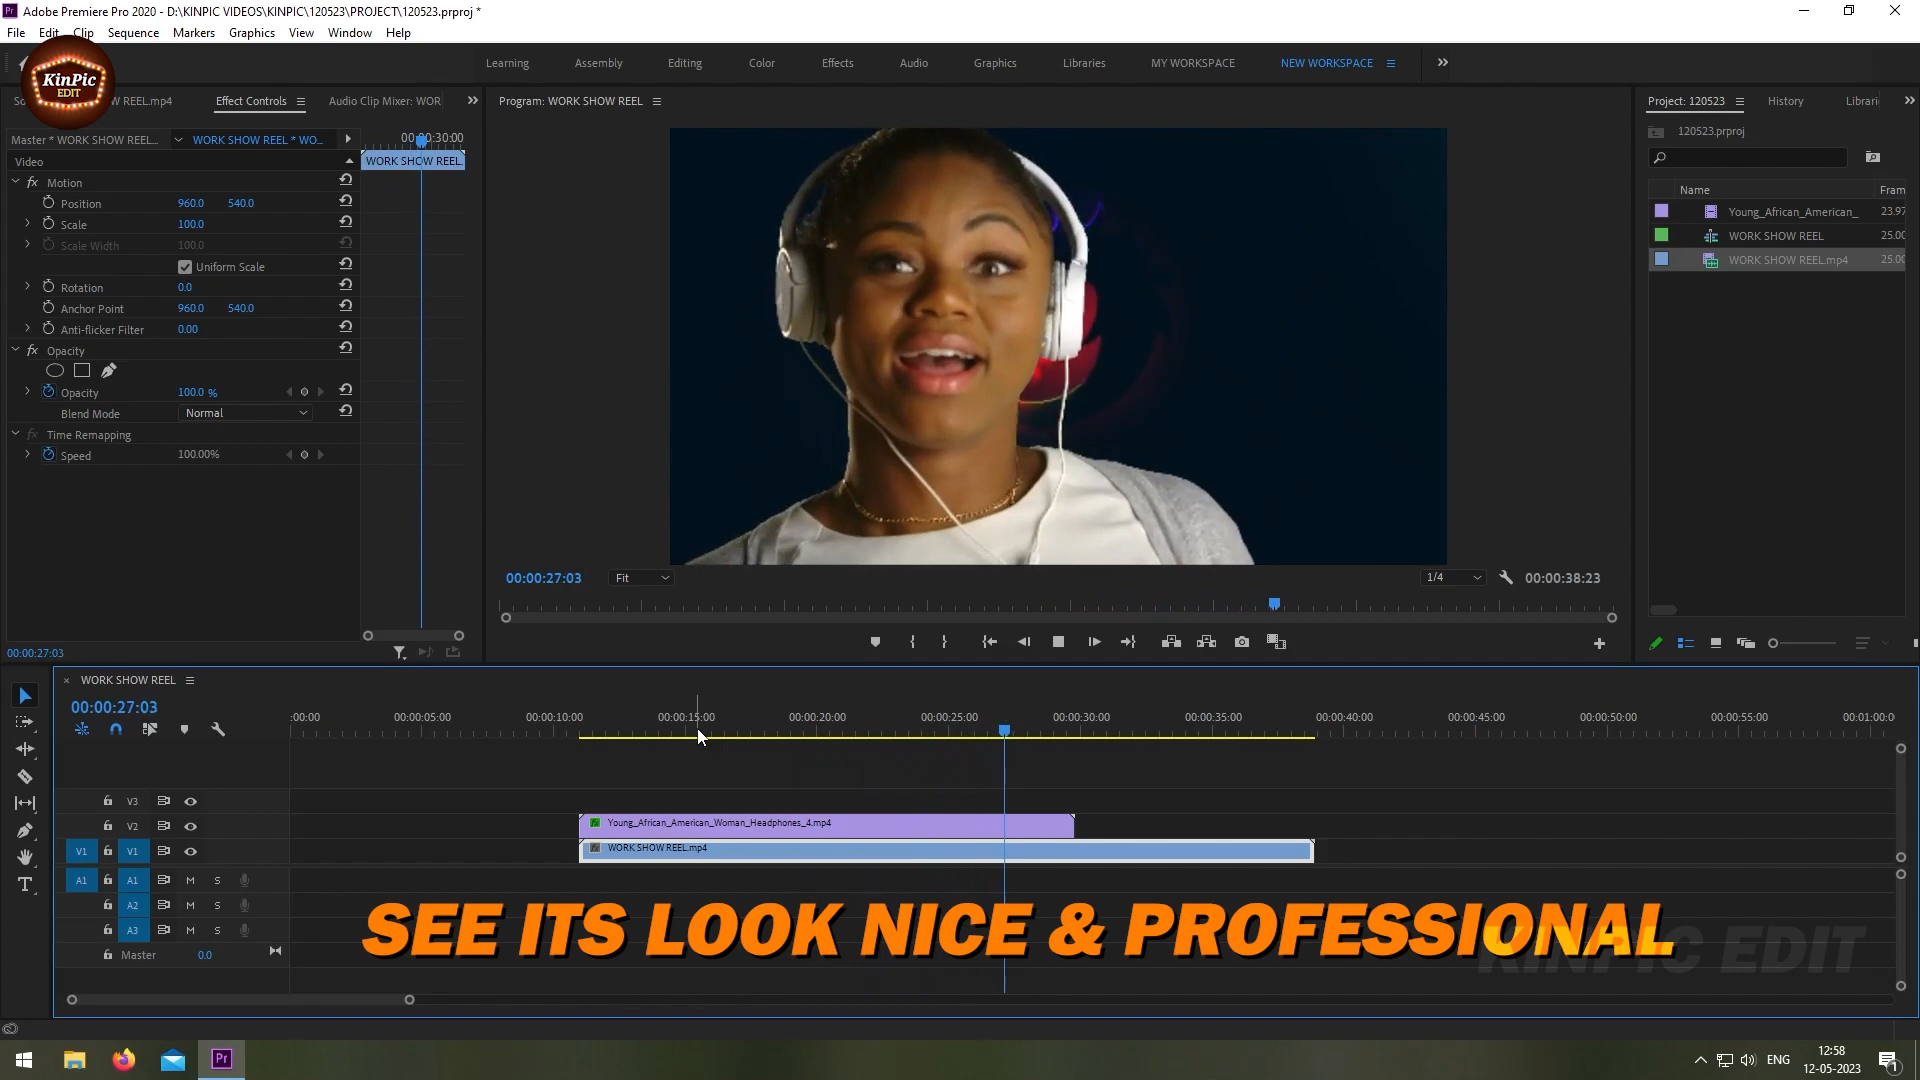 Adobe Premiere Pro 2020 - D:\KINPIC VIDEOS\KINPIC\120523\PROJECT\120523.prproj *
File Edit Clip Sequence Markers Graphics View Window Help
KinPic
EDIT
Learning Assembly Editing Color Effects Audio Graphics Libraries MY WORKSPACE NEW WORKSPACE
W SHOW REEL.mp4 Effect Controls Audio Clip Mixer: WOR
Program: WORK SHOW REEL
Project: 120523 History Librari
Master * WORK SHOW REEL... WORK SHOW REEL * WO...
00:00:30:00
120523.prproj
Video
WORK SHOW REEL.
fx Motion
Position 960.0 540.0
Scale 100.0
Scale Width 100.0
Uniform Scale
Rotation 0.0
Anchor Point 960.0 540.0
Anti-flicker Filter 0.00
fx Opacity
Opacity 100.0 %
Blend Mode Normal
fx Time Remapping
Speed 100.00%
Name Fram
Young_African_American_ 23.97
WORK SHOW REEL 25.00
WORK SHOW REEL.mp4 25.00
00:00:27:03 Fit 1/4 00:00:38:23
00:00:27:03
WORK SHOW REEL
00:00:27:03
:00:00 00:00:05:00 00:00:10:00 00:00:15:00 00:00:20:00 00:00:25:00 00:00:30:00 00:00:35:00 00:00:40:00 00:00:45:00 00:00:50:00 00:00:55:00 00:01:00:0
V3
V2
Young_African_American_Woman_Headphones_4.mp4
V1 V1
WORK SHOW REEL.mp4
A1 A1 M S
A2 M S
A3 M S
Master 0.0
SEE ITS LOOK NICE & PROFESSIONAL
KINPIC EDIT
Pr
ENG
12:58
12-05-2023
1